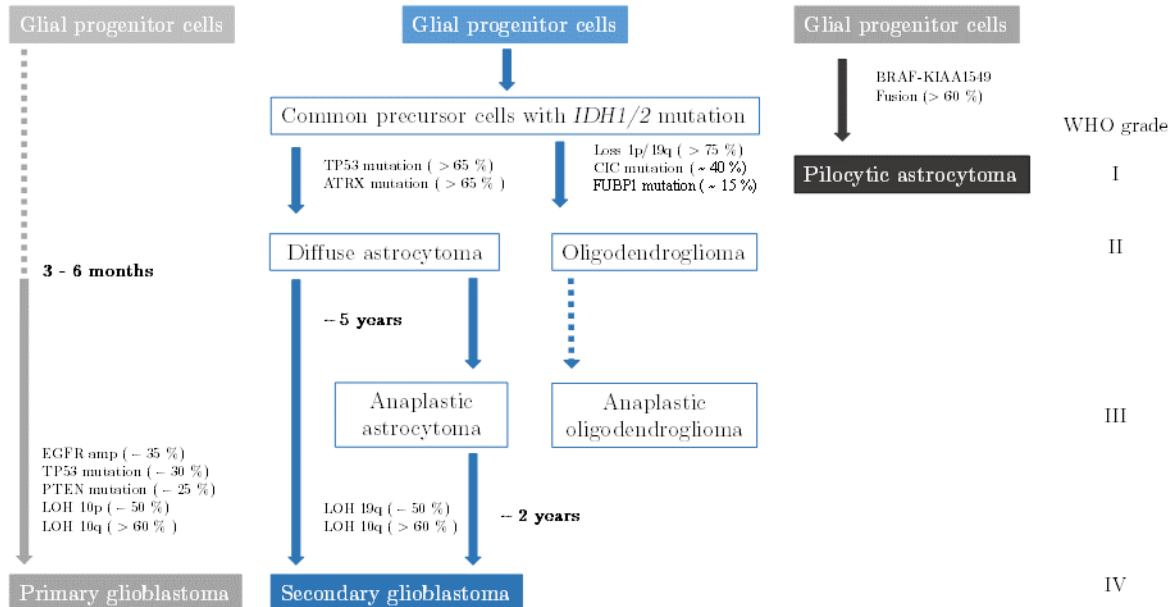 Glial progenitor cells
Glial progenitor cells
Glial progenitor cells
BRAF-KIAA1549
Fusion (> 60 %)
Common precursor cells with IDH1/2 mutation
WHO grade
TP53 mutation ( > 65 %)
ATRX mutation ( > 65 % )
Loss 1p/19q ( > 75 %)
CIC mutation ( ~ 40 %)
FUBP1 mutation ( ~ 15 %)
Pilocytic astrocytoma
I
Diffuse astrocytoma
Oligodendroglioma
II
3 - 6 months
~ 5 years
Anaplastic
astrocytoma
Anaplastic
oligodendroglioma
III
EGFR amp ( ~ 35 %)
TP53 mutation ( ~ 30 %)
PTEN mutation ( ~ 25 %)
LOH 10p ( ~ 50 %)
LOH 10q ( > 60 % )
LOH 19q ( ~ 50 %)
LOH 10q ( > 60 % )
~ 2 years
Primary glioblastoma
Secondary glioblastoma
IV